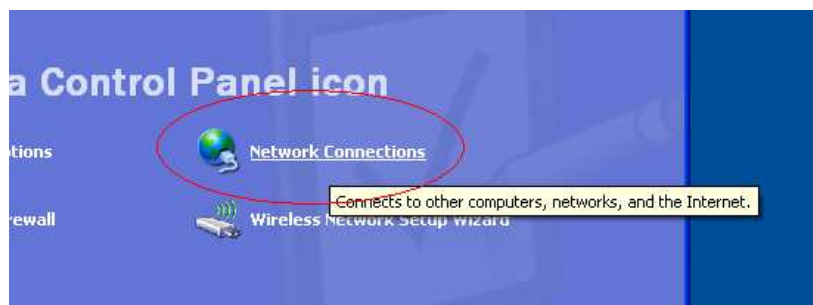 a Control Panel icon
tions
Network Connections
Connects to other computers, networks, and the Internet.
rewall
Wireless Network Setup Wizard